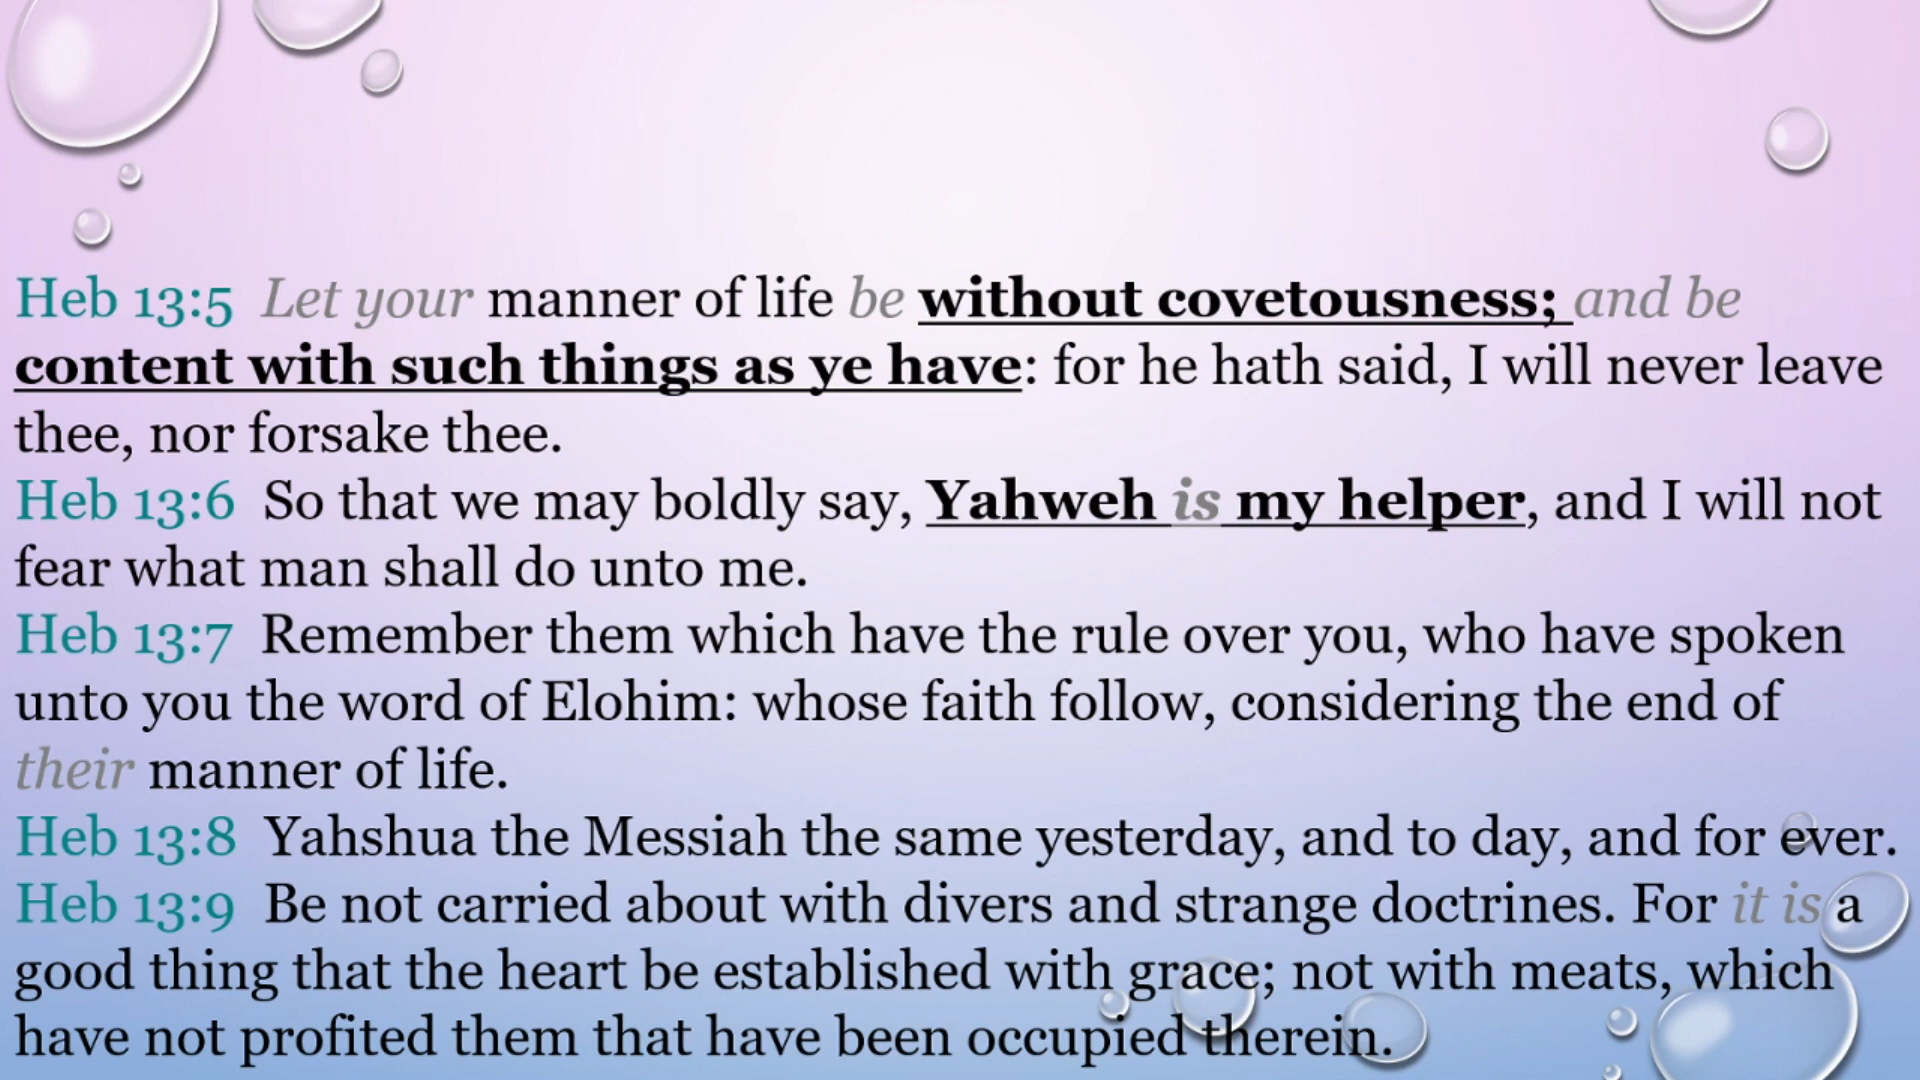 Heb 13:5 Let your manner of life be without covetousness; and be
content with such things as ye have: for he hath said, I will never leave
thee, nor forsake thee.
Heb 13:6 So that we may boldly say, Yahweh is my helper, and I will not
fear what man shall do unto me.
Heb 13:7 Remember them which have the rule over you, who have spoken
unto you the word of Elohim: whose faith follow, considering the end of
their manner of life.
Heb 13:8 Yahshua the Messiah the same yesterday, and to day, and for ever.
Heb 13:9 Be not carried about with divers and strange doctrines. For it is a
good thing that the heart be established with grace; not with meats, which
have not profited them that have been occupied therein.